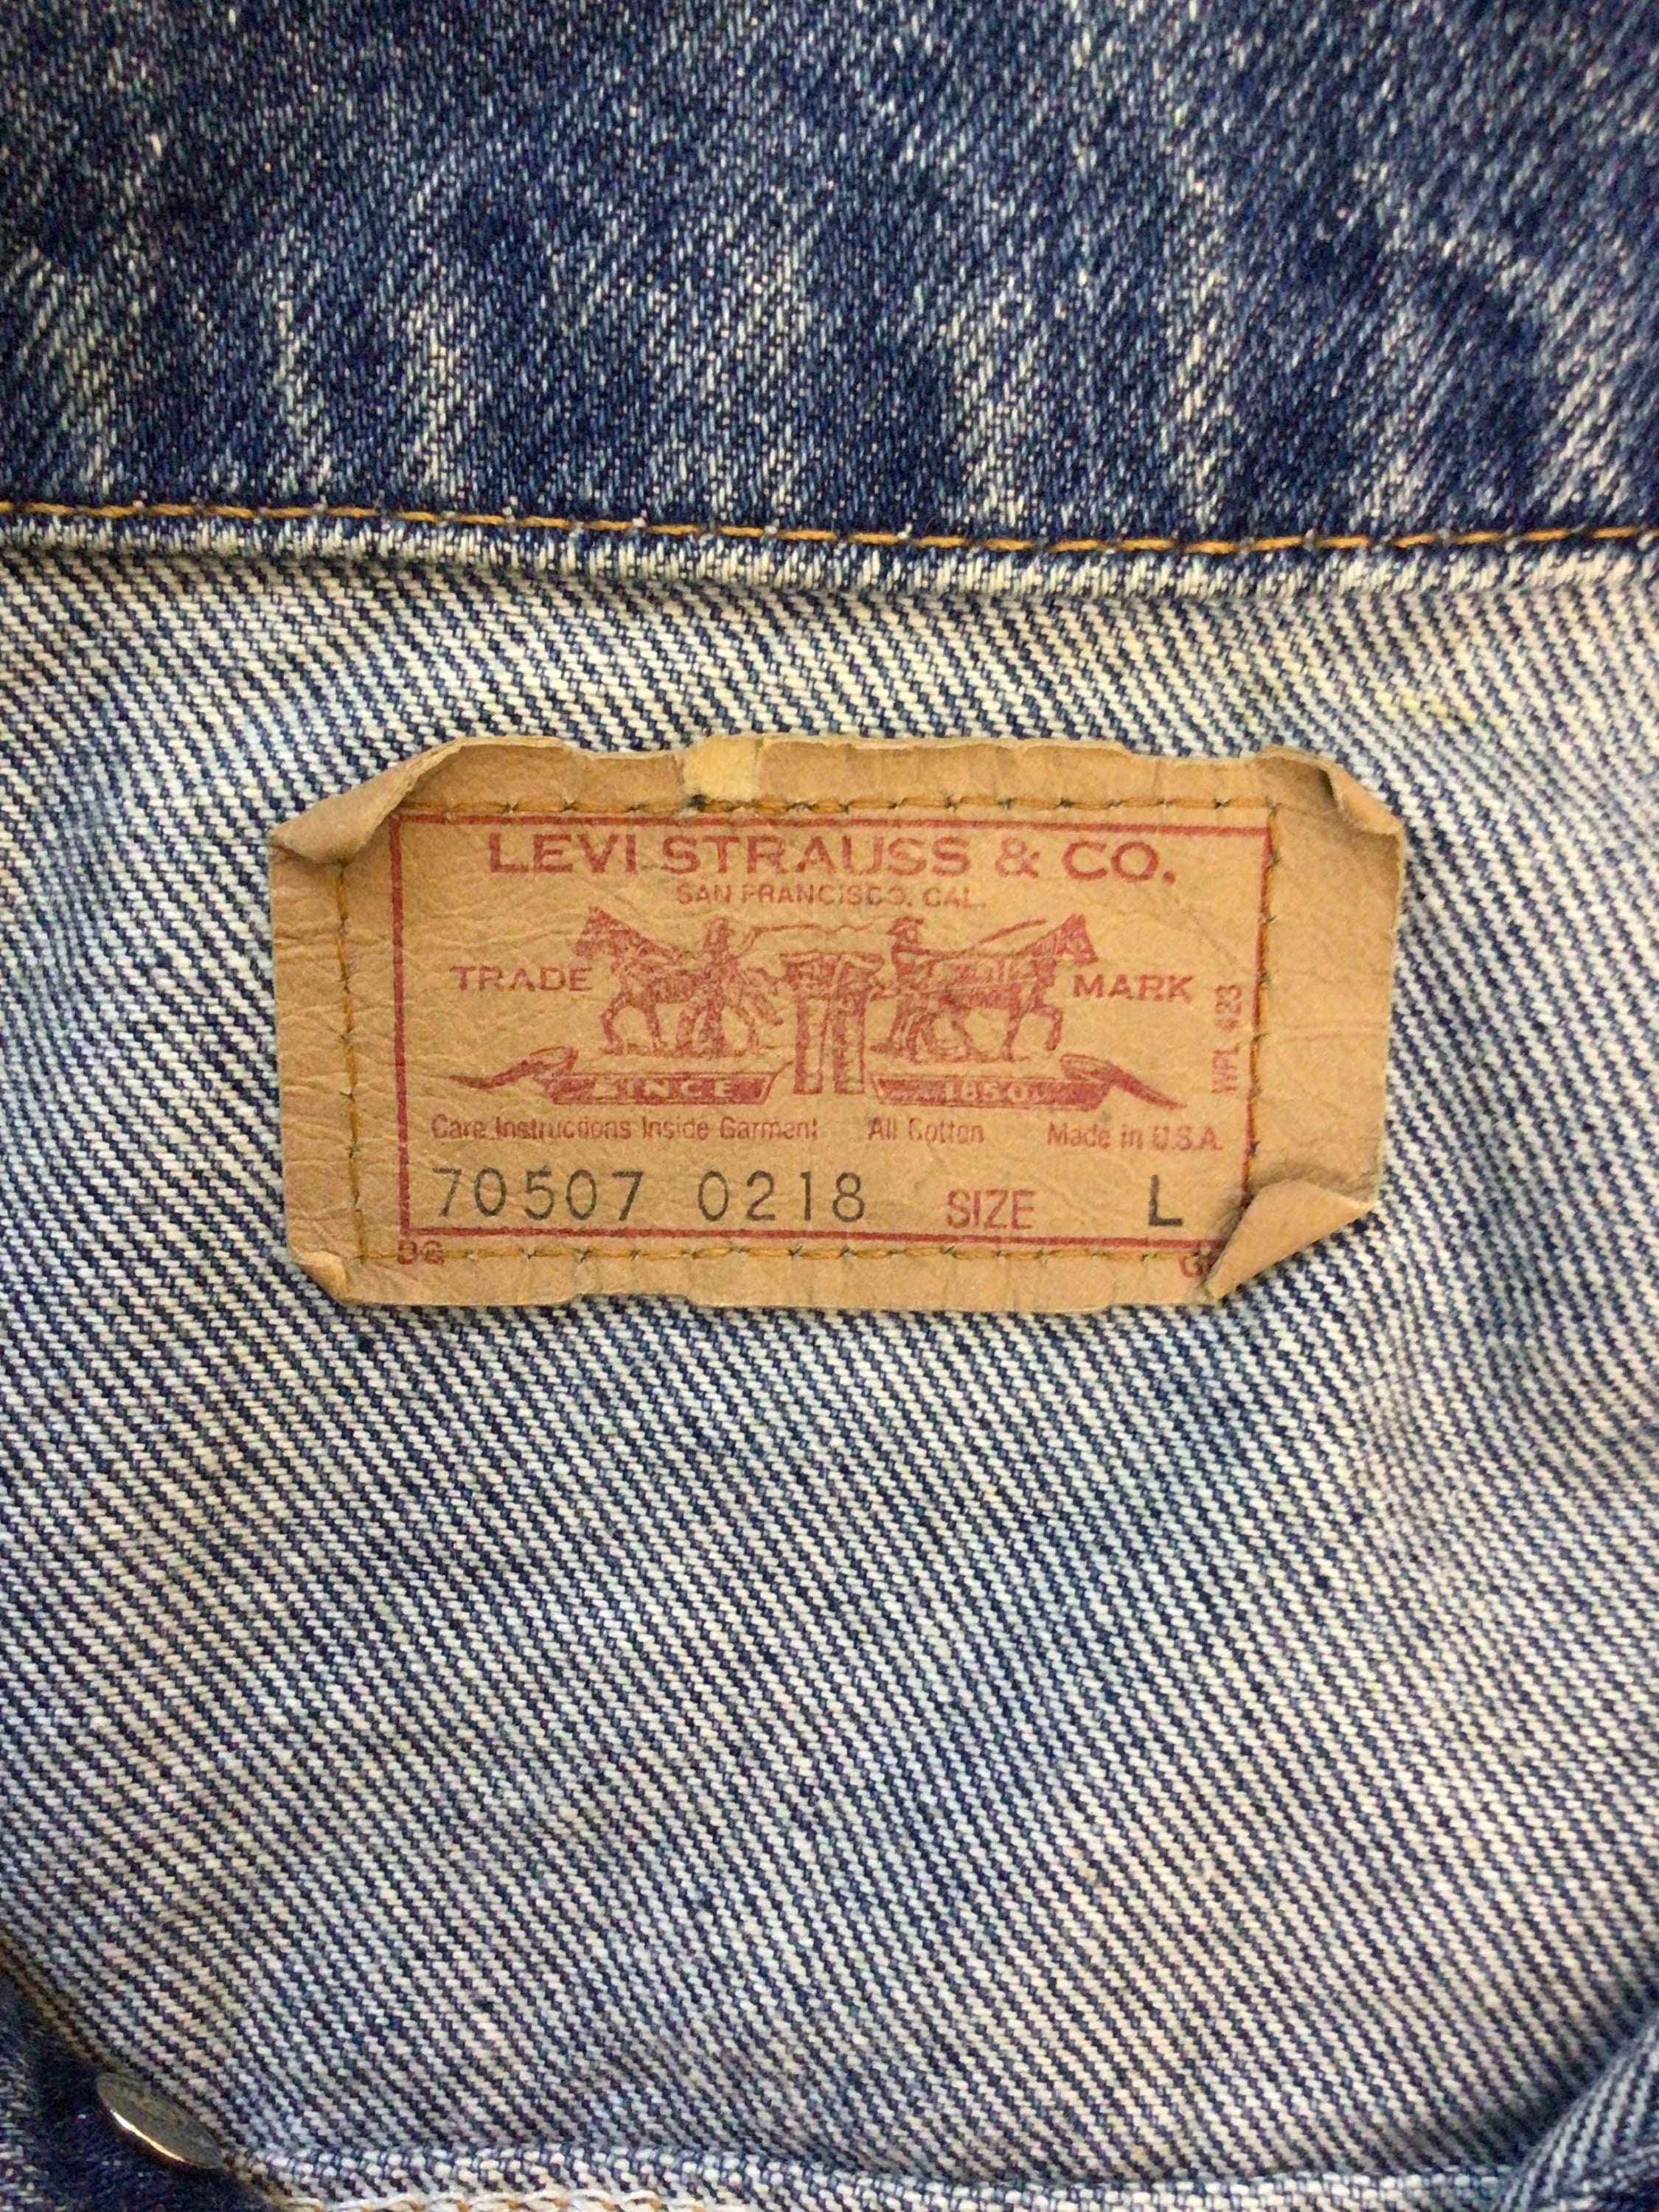 LEVI STRAUSS & CO.
SAN FRANCISCO, CAL.
TRADE MARK
WPL 423
SINCE 1850
Care Instructions Inside Garment All Cotton Made in U.S.A.
70507 0218 SIZE L